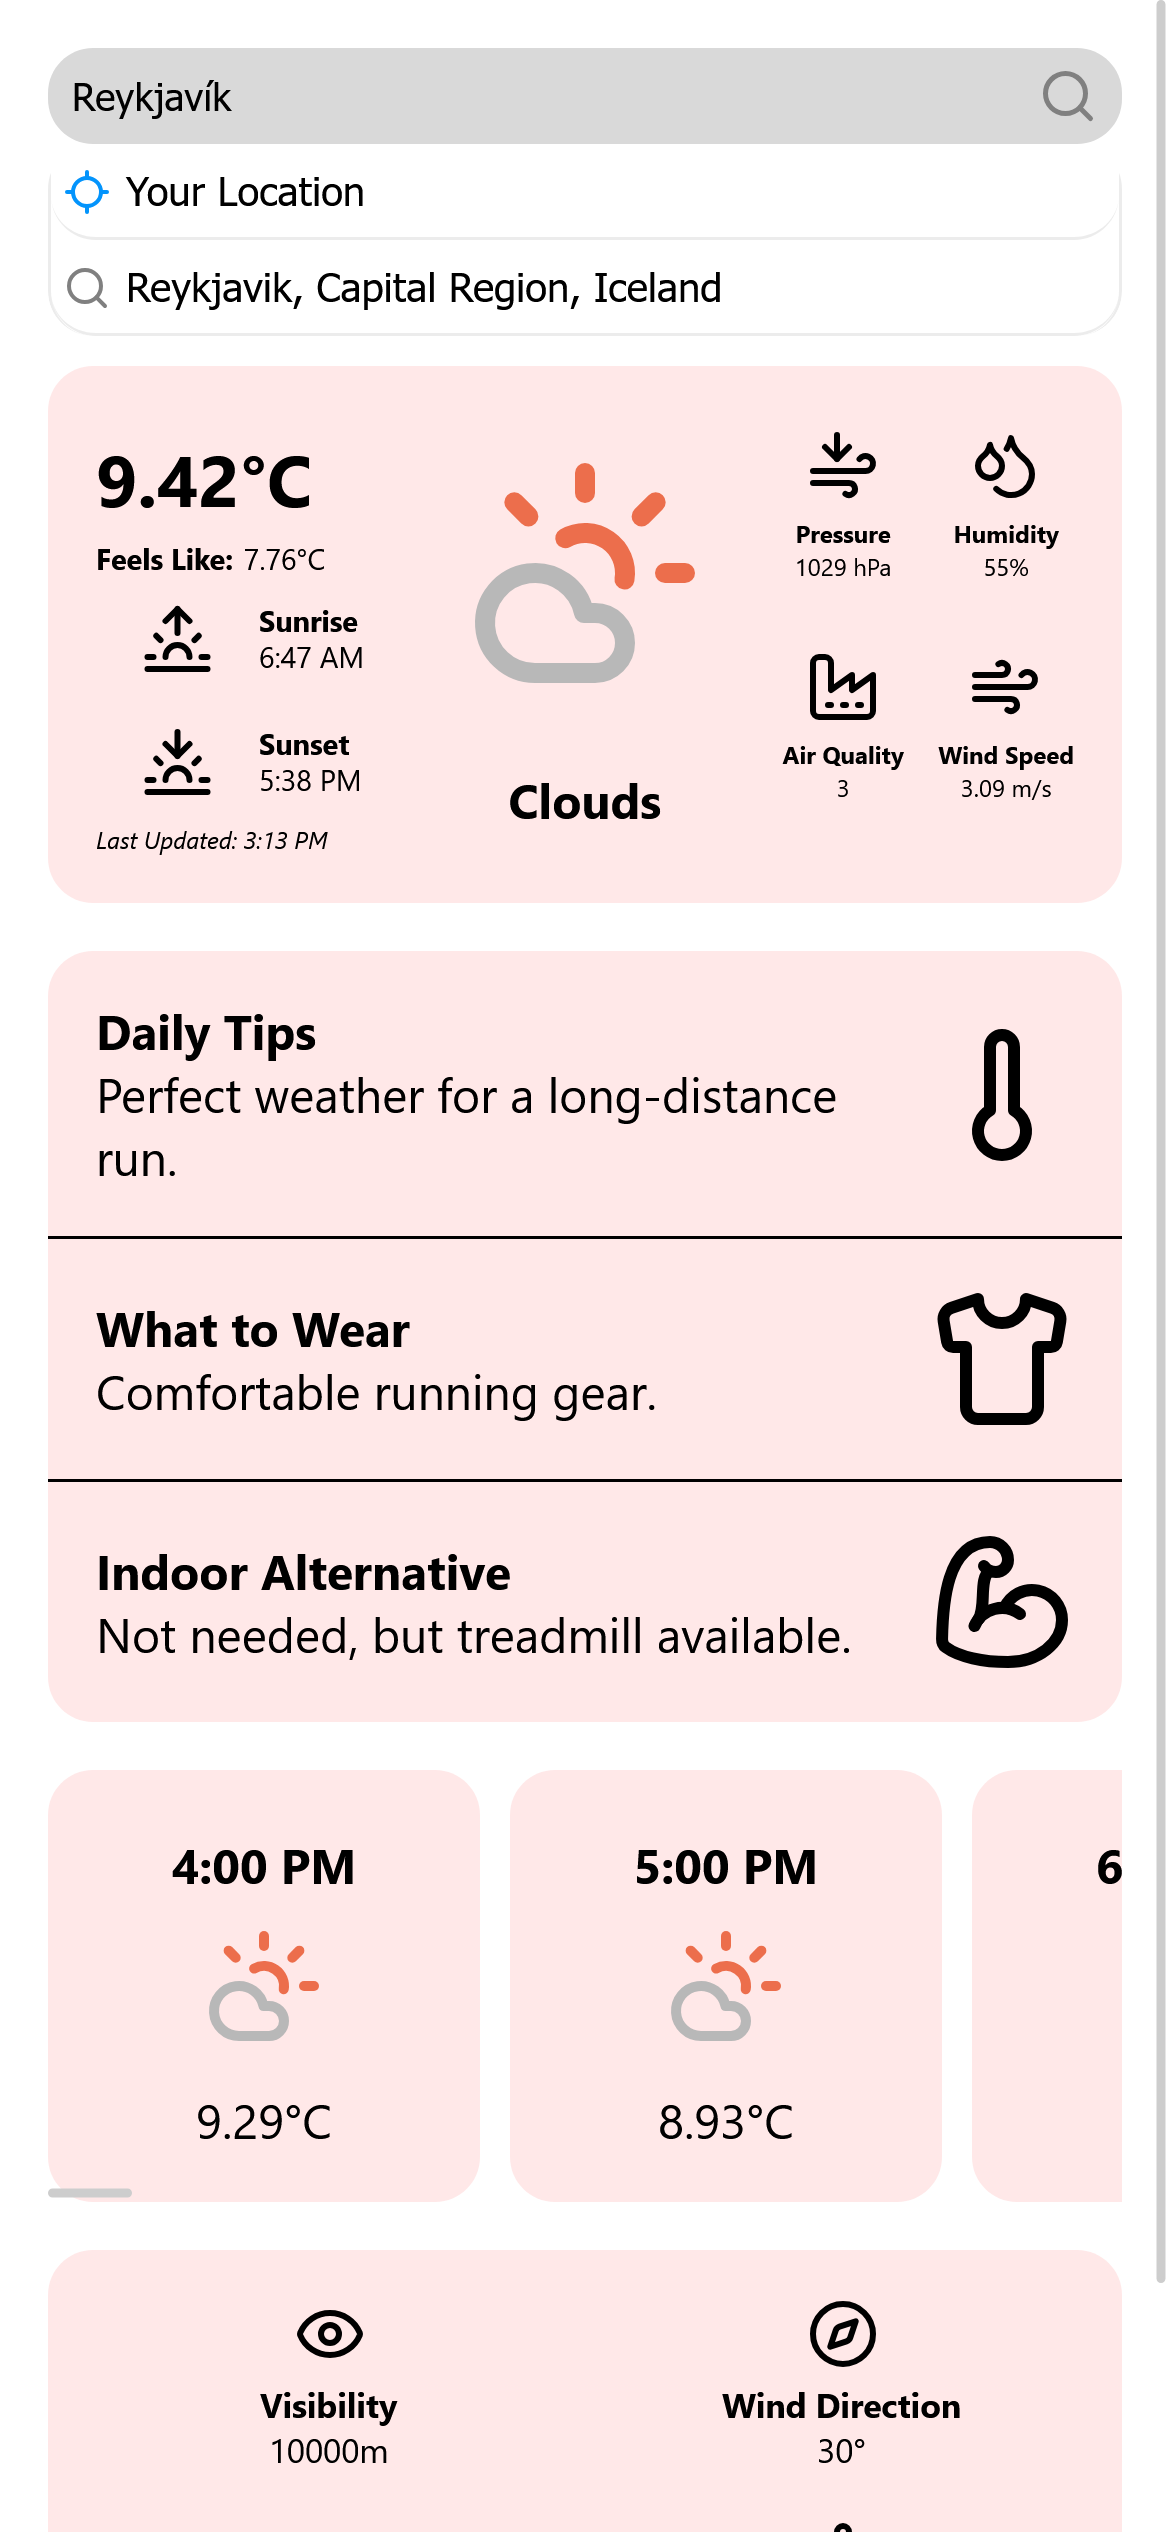 Reykjavík
Your Location
Reykjavik, Capital Region, Iceland
9.42°C
Feels Like: 7.76°C
Sunrise
6:47 AM
Sunset
5:38 PM
Last Updated: 3:13 PM
Clouds
Pressure
1029 hPa
Humidity
55%
Air Quality
3
Wind Speed
3.09 m/s
Daily Tips
Perfect weather for a long-distance
run.
What to Wear
Comfortable running gear.
Indoor Alternative
Not needed, but treadmill available.
4:00 PM
9.29°C
5:00 PM
8.93°C
6
Visibility
10000m
Wind Direction
30°